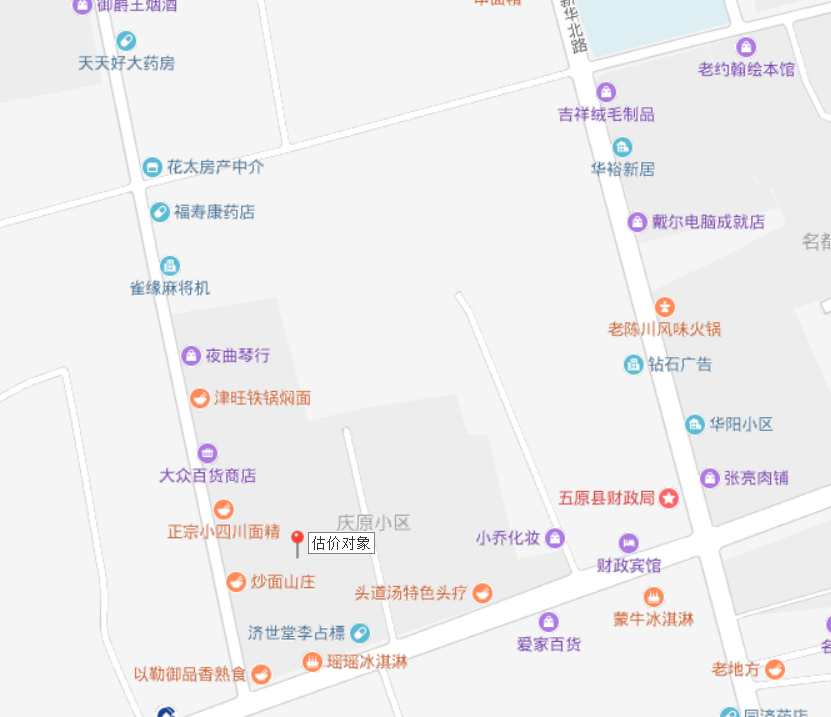 御爵王烟酒
新华北路
天天好大药房
老约翰绘本馆
吉祥绒毛制品
花太房产中介
华裕新居
福寿康药店
戴尔电脑成就店
雀缘麻将机
老陈川风味火锅
夜曲琴行
钻石广告
津旺铁锅焖面
华阳小区
大众百货商店
张亮肉铺
五原县财政局
正宗小四川面精
庆原小区
估价对象
小乔化妆
财政宾馆
炒面山庄
头道汤特色头疗
蒙牛冰淇淋
济世堂李占標
爱家百货
瑶瑶冰淇淋
以勒御品香熟食
老地方